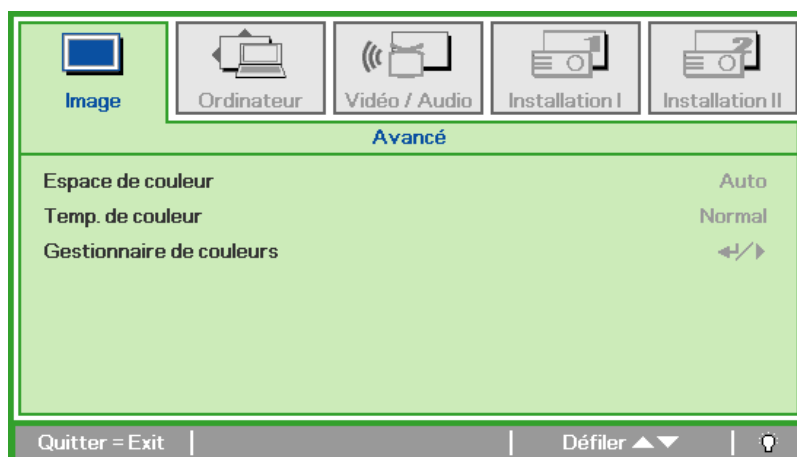 Image
Ordinateur
Vidéo / Audio
Installation I
Installation II
Avancé
Espace de couleur Auto
Temp. de couleur Normal
Gestionnaire de couleurs
Quitter = Exit Défiler